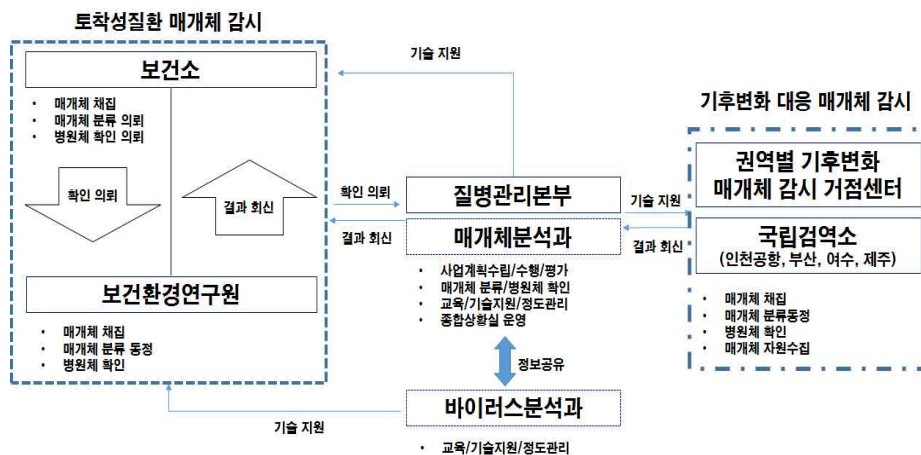 토착성질환 매개체 감시
보건소
• 매개체 채집
• 매개체 분류 의뢰
• 병원체 확인 의뢰
확인 의뢰
결과 회신
보건환경연구원
• 매개체 채집
• 매개체 분류 동정
• 병원체 확인
기술 지원
확인 의뢰
결과 회신
질병관리본부
매개체분석과
• 사업계획수립/수행/평가
• 매개체 분류/병원체 확인
• 교육/기술지원/정도관리
• 종합상황실 운영
정보공유
바이러스분석과
• 교육/기술지원/정도관리
기술 지원
기술 지원
결과 회신
기후변화 대응 매개체 감시
권역별 기후변화
매개체 감시 거점센터
국립검역소
(인천공항, 부산, 여수, 제주)
• 매개체 채집
• 매개체 분류동정
• 병원체 확인
• 매개체 자원수집